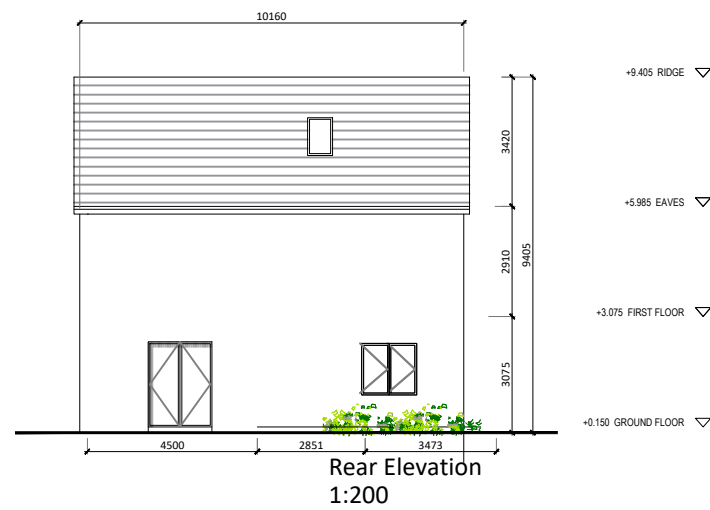 10160
+9.405 RIDGE
3420
+5.985 EAVES
2910
9405
+3.075 FIRST FLOOR
3075
+0.150 GROUND FLOOR
4500
2851
3473
Rear Elevation
1:200